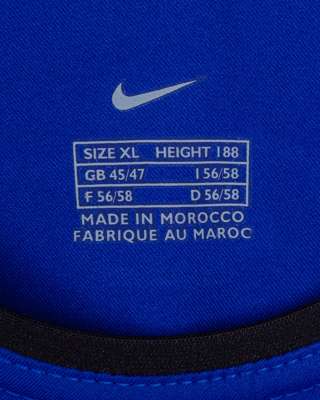 SIZE XL HEIGHT 188
GB 45/47 I 56/58
F 56/58 D 56/58
MADE IN MOROCCO
FABRIQUE AU MAROC